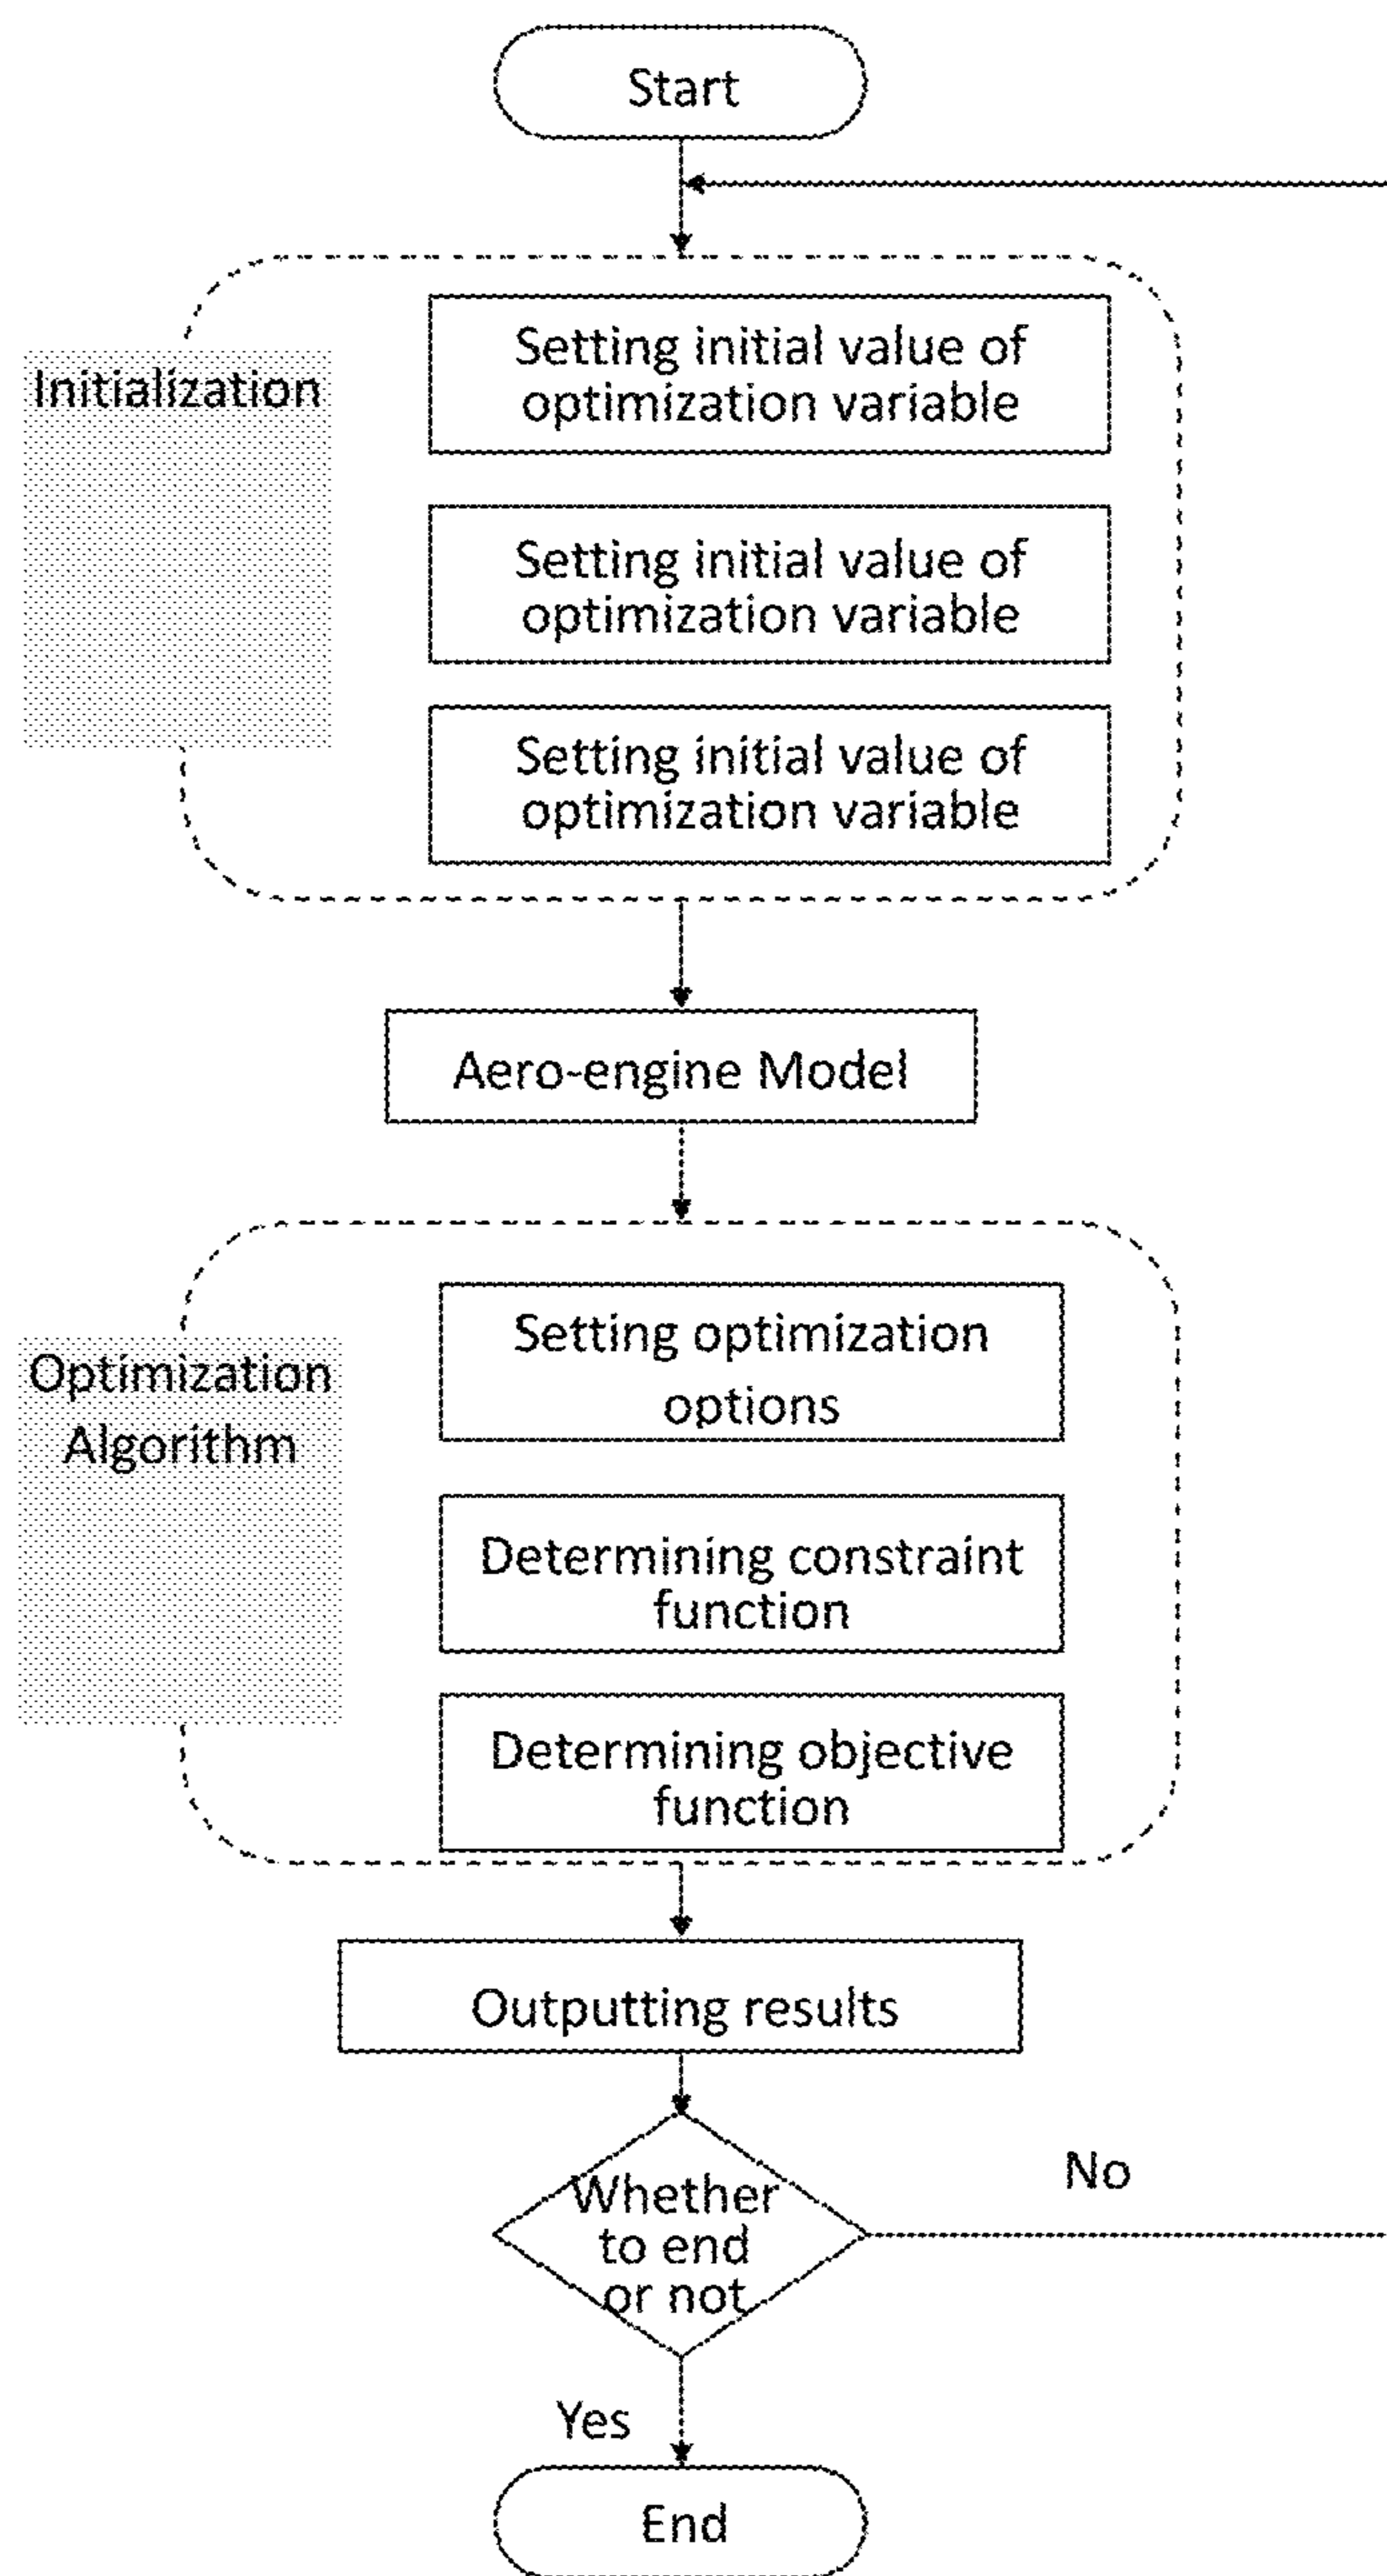 Start
Initialization
Setting initial value of
optimization variable
Setting initial value of
optimization variable
Setting initial value of
optimization variable
Aero-engine Model
Optimization
Algorithm
Setting optimization
options
Determining constraint
function
Determining objective
function
Outputting results
Whether
to end
or not
No
Yes
End